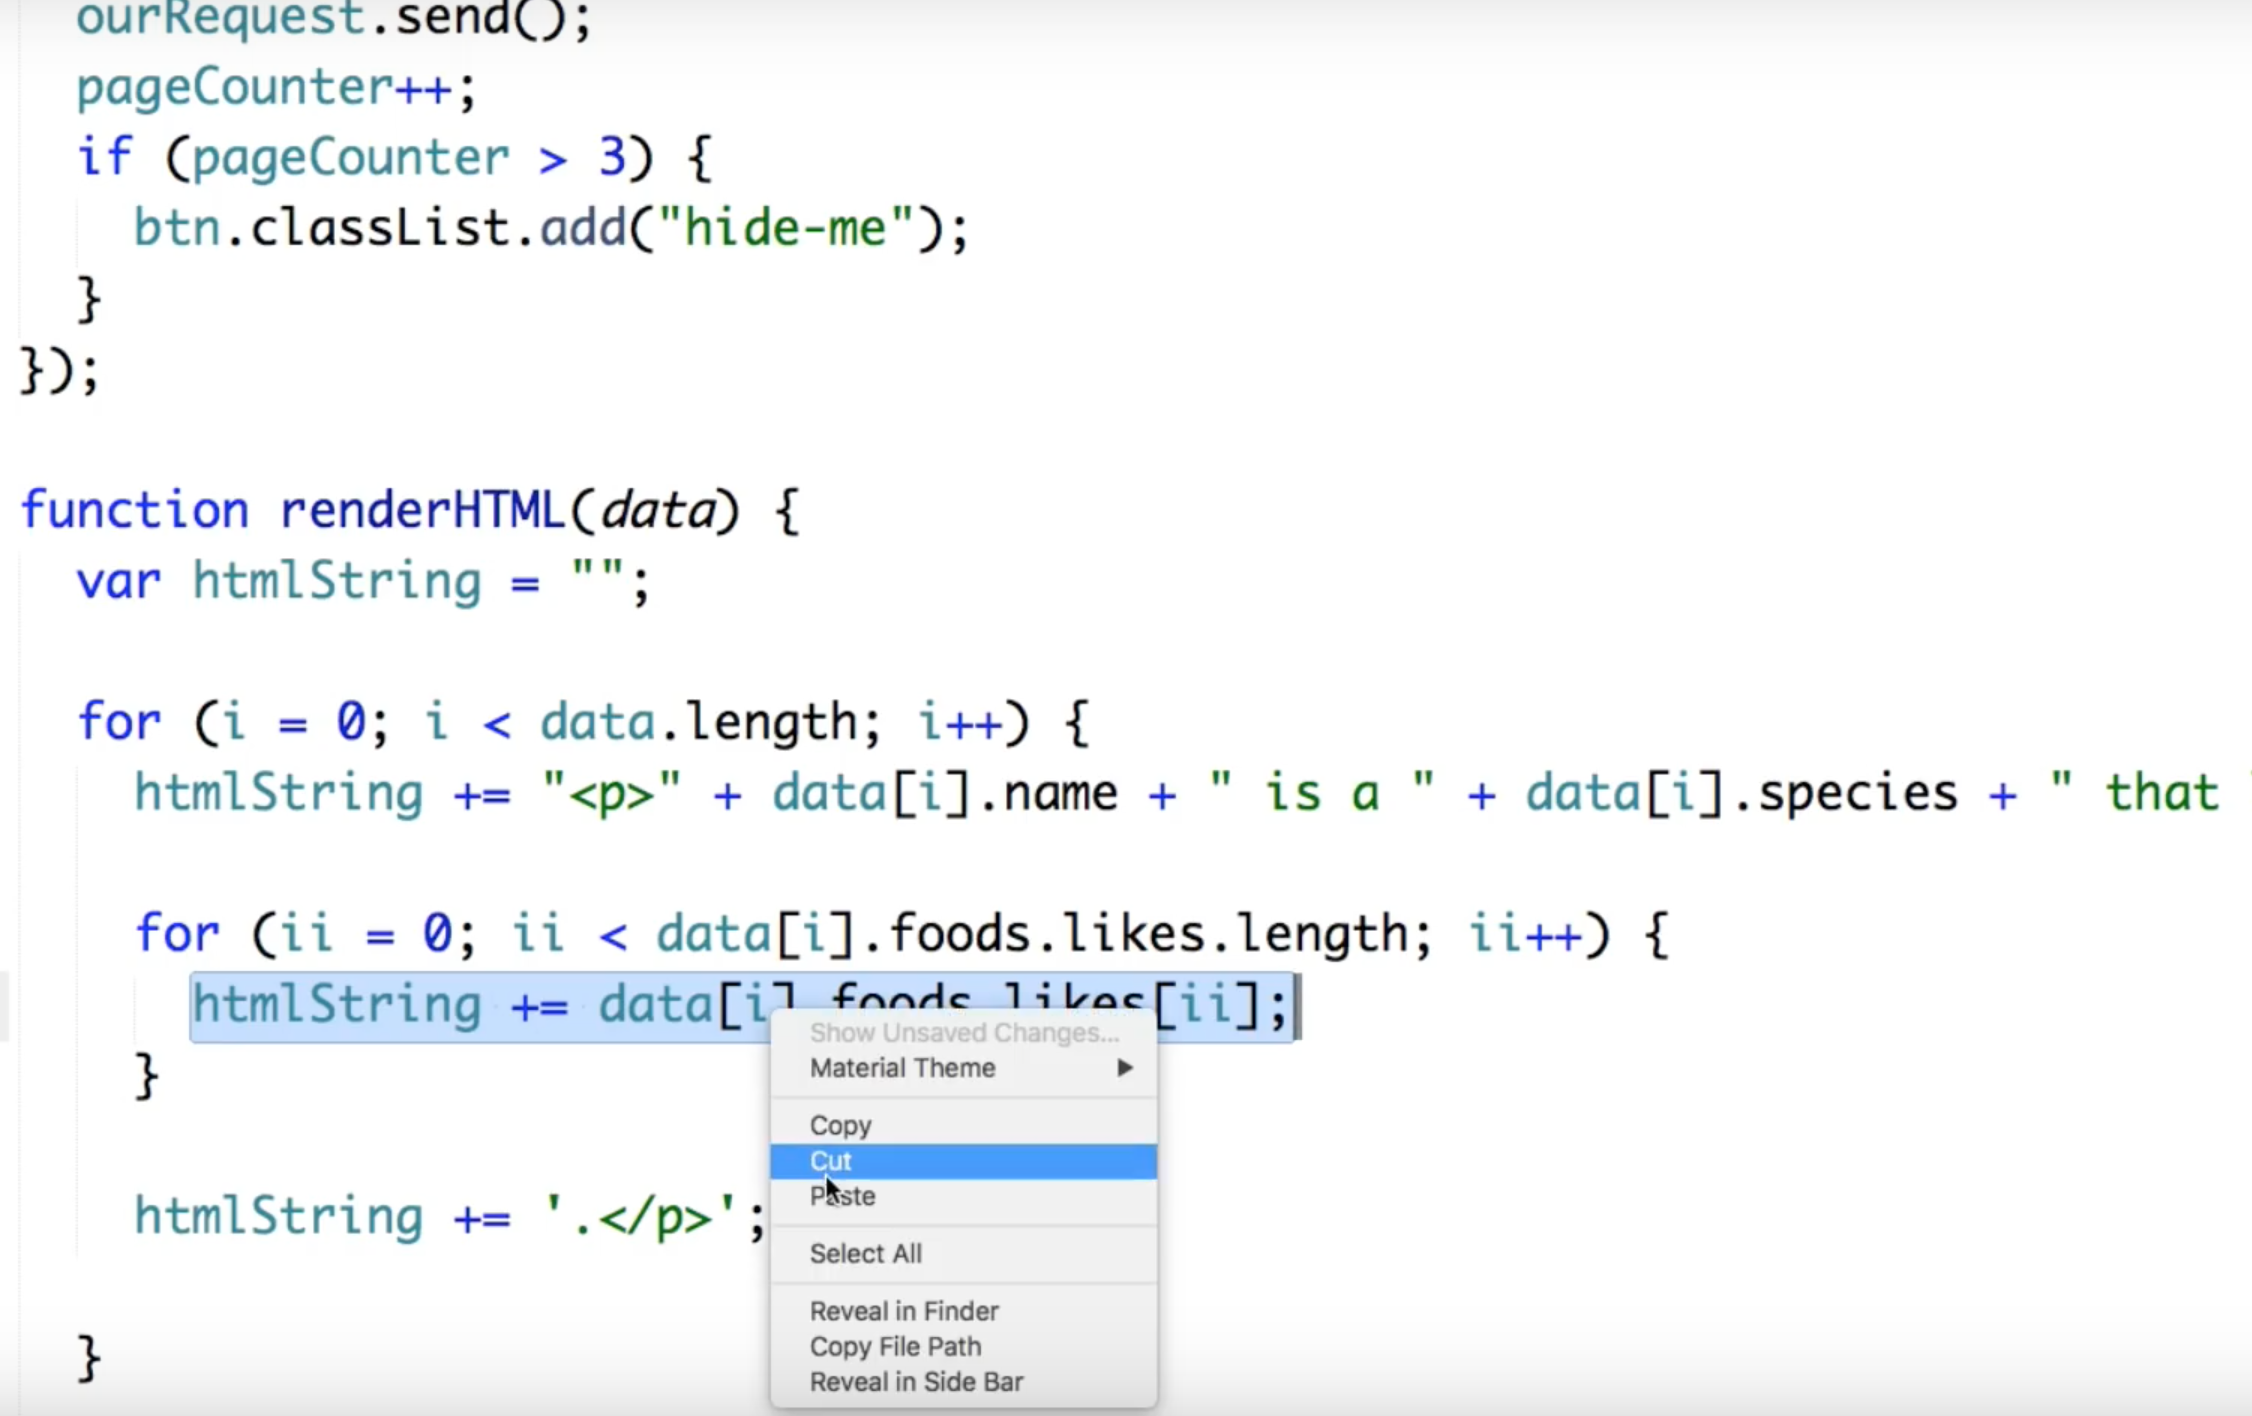 ourRequest.send();
pageCounter++;
if (pageCounter > 3) {
btn.classList.add("hide-me");
}
});
function renderHTML(data) {
var htmlString = "";
for (i = 0; i < data.length; i++) {
htmlString += "<p>" + data[i].name + " is a " + data[i].species + " that
for (ii = 0; ii < data[i].foods.likes.length; ii++) {
htmlString += data[i].foods.likes[ii];
}
htmlString += '.</p>';
}
Show Unsaved Changes...
Material Theme
Copy
Cut
Paste
Select All
Reveal in Finder
Copy File Path
Reveal in Side Bar